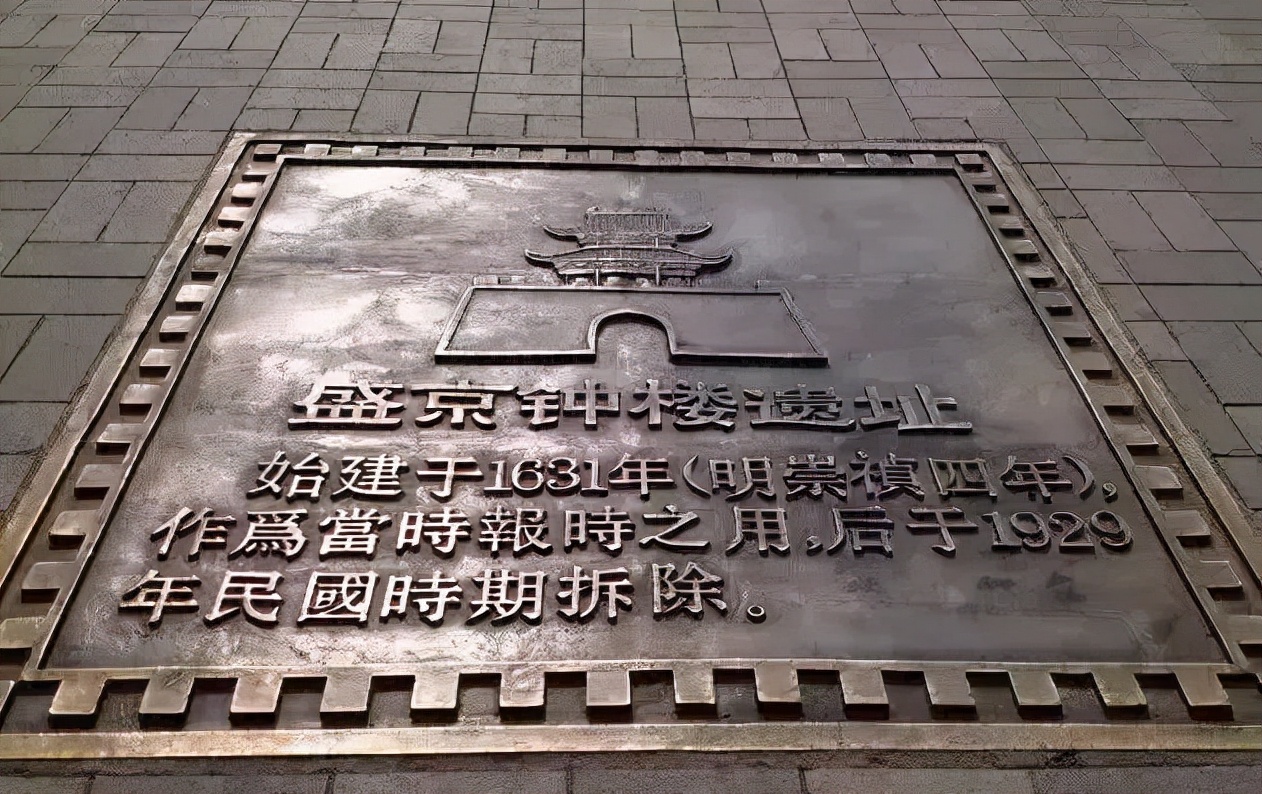 盛京钟楼遗址
始建于1631年(明崇禎四年),
作爲當時報時之用,后于1929
年民國時期拆除。